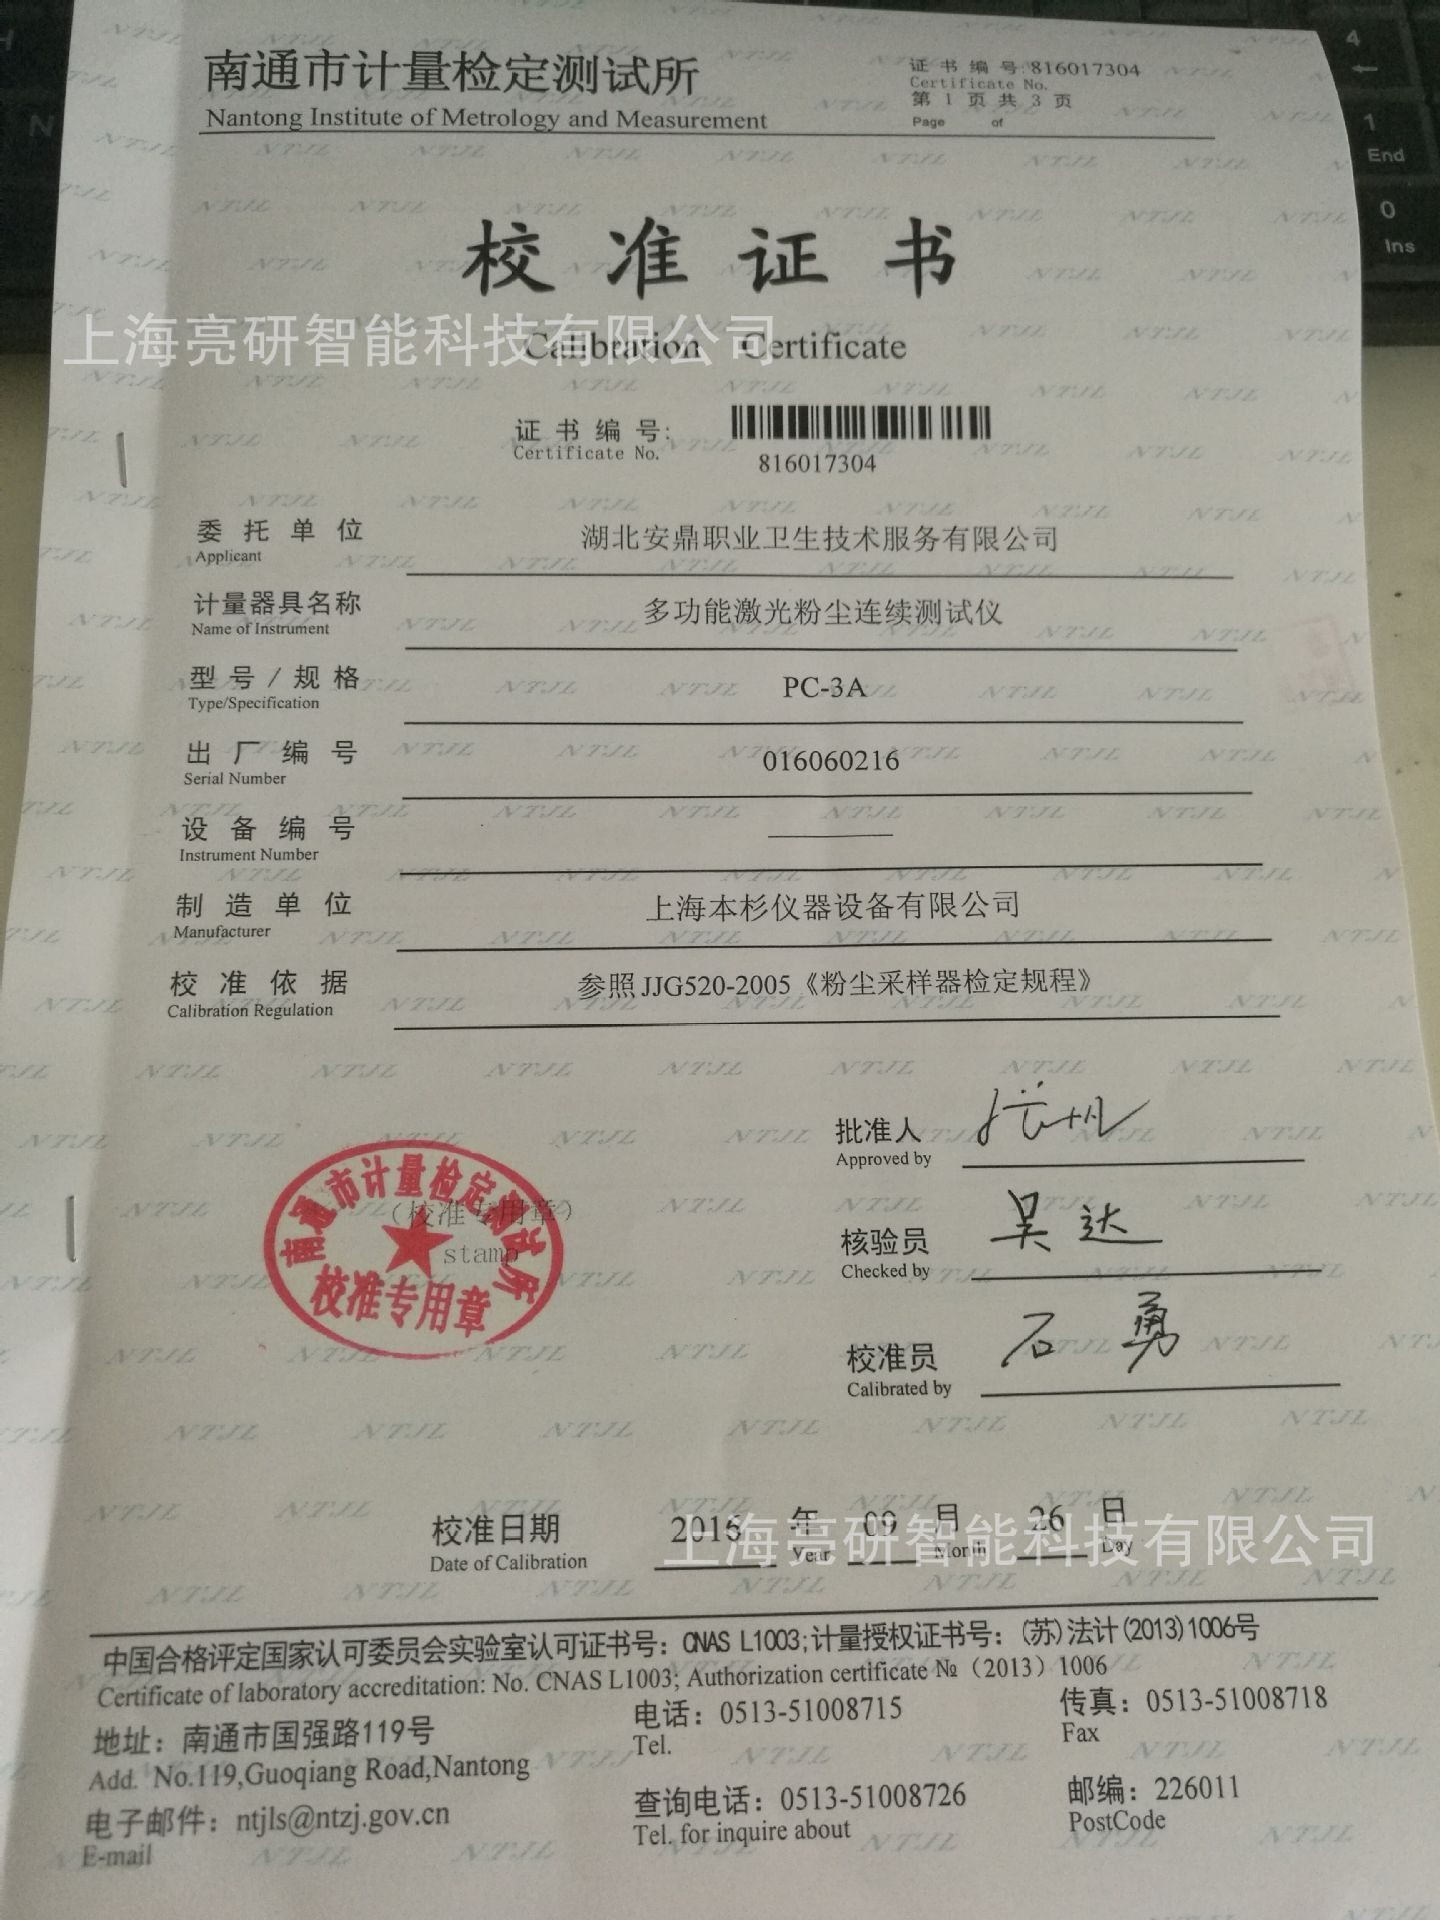 南通市计量检定测试所
Nantong Institute of Metrology and Measurement
证书编号:816017304
Certificate No.
第 1 页 共 3 页
Page of
校准证书
Calibration Certificate
上海亮研智能科技有限公司
证书编号:
Certificate No.
816017304
委托单位 湖北安鼎职业卫生技术服务有限公司
Applicant
计量器具名称 多功能激光粉尘连续测试仪
Name of Instrument
型号/规格 PC-3A
Type/Specification
出厂编号 016060216
Serial Number
设备编号
Instrument Number
制造单位 上海本杉仪器设备有限公司
Manufacturer
校准依据 参照 JJG520-2005《粉尘采样器检定规程》
Calibration Regulation
批准人
Approved by
南通市计量检定测试所
(校准专用章)
stamp
校准专用章
核验员 吴达
Checked by
校准员 石勇
Calibrated by
校准日期 2016 年 09 月 26 日
Date of Calibration Year Month Day
上海亮研智能科技有限公司
中国合格评定国家认可委员会实验室认可证书号：CNAS L1003;计量授权证书号：(苏)法计(2013)1006号
Certificate of laboratory accreditation: No. CNAS L1003; Authorization certificate №（2013）1006
地址：南通市国强路119号 电话：0513-51008715 传真：0513-51008718
Add. No.119,Guoqiang Road,Nantong Tel. Fax
电子邮件：ntjls@ntzj.gov.cn 查询电话：0513-51008726 邮编：226011
E-mail Tel. for inquire about PostCode
4
1
End
0
Ins
N
H
NTJL